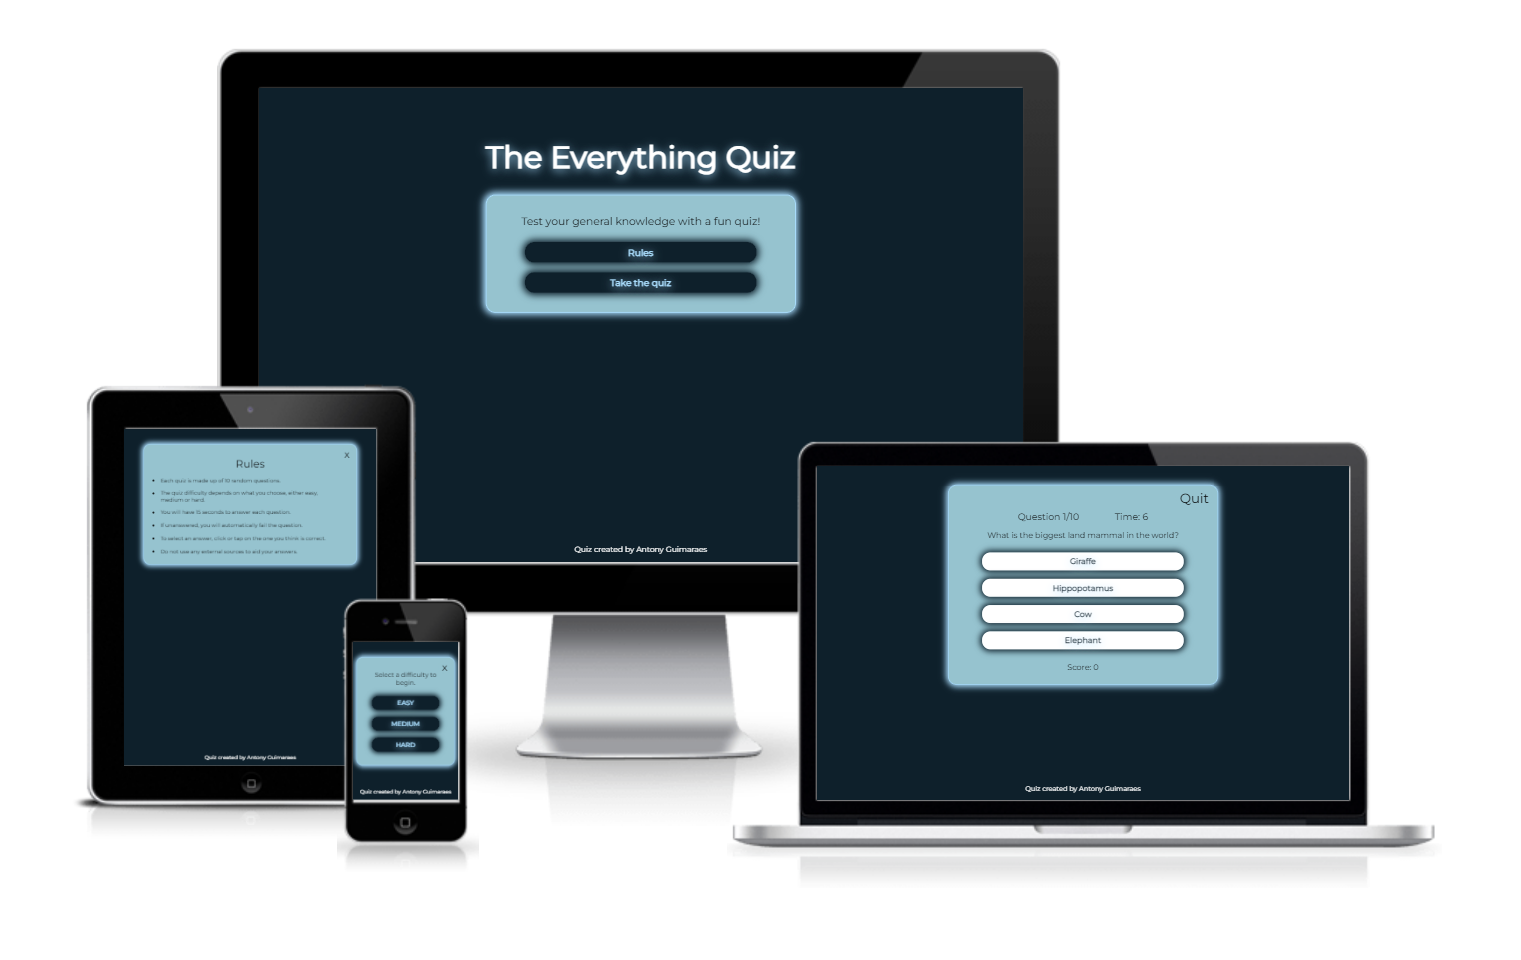 The Everything Quiz
Test your general knowledge with a fun quiz!
Rules
Take the quiz
Quiz created by Antony Guimaraes
X
Rules
Each quiz is made up of 10 random questions.
The quiz difficulty depends on what you choose, either easy,
medium or hard.
You will have 15 seconds to answer each question.
If unanswered, you will automatically fail the question.
To select an answer, click or tap on the one you think is correct.
Do not use any external sources to aid your answers.
Quiz created by Antony Guimaraes
X
Select a difficulty to
begin.
EASY
MEDIUM
HARD
Quiz created by Antony Guimaraes
Quit
Question 1/10 Time: 6
What is the biggest land mammal in the world?
Giraffe
Hippopotamus
Cow
Elephant
Score: 0
Quiz created by Antony Guimaraes